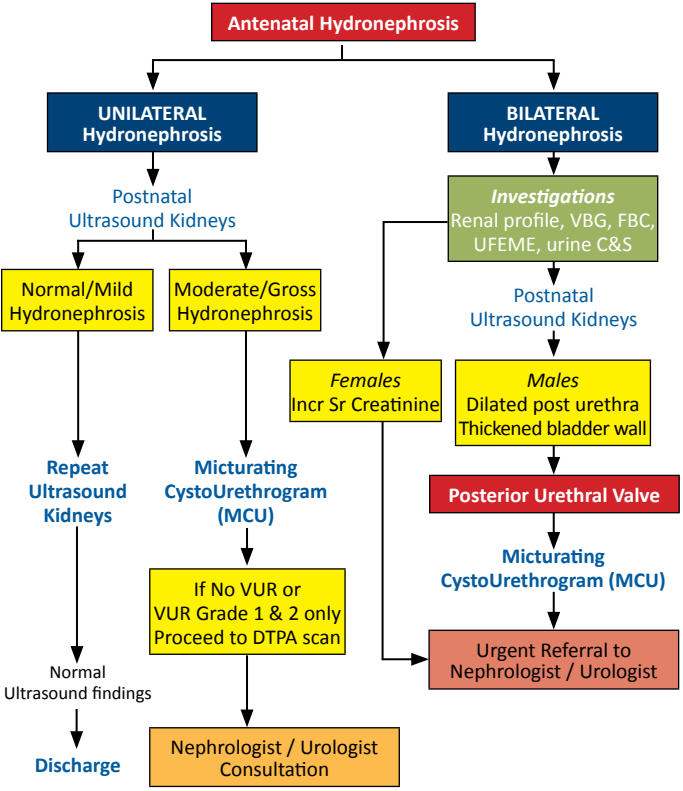 Antenatal Hydronephrosis
UNILATERAL
Hydronephrosis
BILATERAL
Hydronephrosis
Postnatal
Ultrasound Kidneys
Investigations
Renal profile, VBG, FBC,
UFEME, urine C&S
Normal/Mild
Hydronephrosis
Moderate/Gross
Hydronephrosis
Postnatal
Ultrasound Kidneys
Females
Incr Sr Creatinine
Males
Dilated post urethra
Thickened bladder wall
Repeat
Ultrasound
Kidneys
Micturating
CystoUrethrogram
(MCU)
Posterior Urethral Valve
Micturating
CystoUrethrogram (MCU)
If No VUR or
VUR Grade 1 & 2 only
Proceed to DTPA scan
Urgent Referral to
Nephrologist / Urologist
Normal
Ultrasound findings
Discharge
Nephrologist / Urologist
Consultation